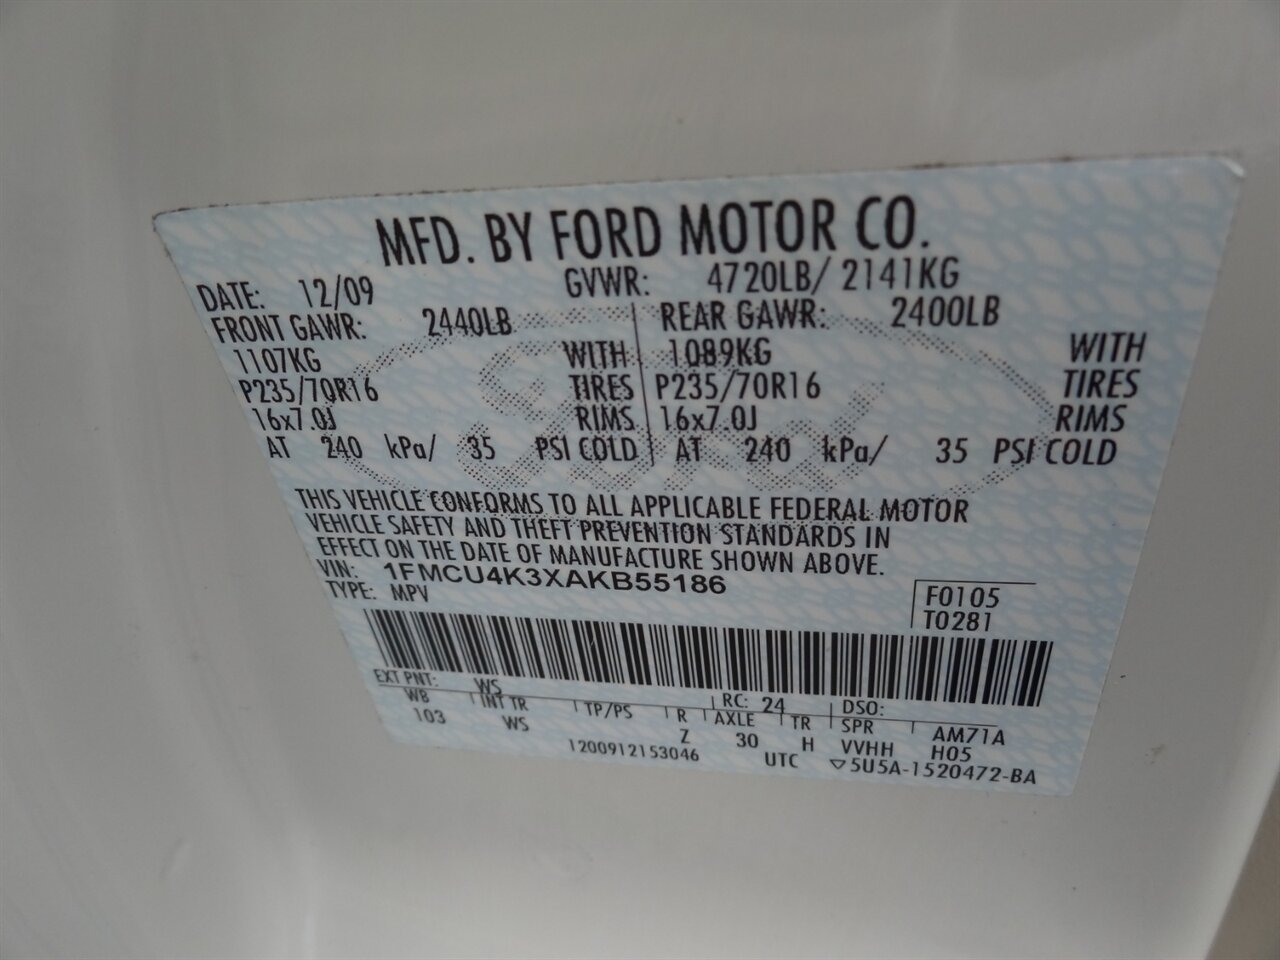 MFD. BY FORD MOTOR CO.
DATE: 12/09 GVWR: 4720LB/ 2141KG
FRONT GAWR: 2440LB REAR GAWR: 2400LB
1107KG WITH 1089KG WITH
P235/70R16 TIRES P235/70R16 TIRES
16x7.0J RIMS 16x7.0J RIMS
AT 240 kPa/ 35 PSI COLD AT 240 kPa/ 35 PSI COLD
THIS VEHICLE CONFORMS TO ALL APPLICABLE FEDERAL MOTOR
VEHICLE SAFETY AND THEFT PREVENTION STANDARDS IN
EFFECT ON THE DATE OF MANUFACTURE SHOWN ABOVE.
VIN: 1FMCU4K3XAKB55186
TYPE: MPV
F0105
T0281
EXT PNT: WS RC: 24 DSO:
WB INT TR TP/PS R AXLE TR SPR AM71A
103 WS Z 30 H VVHH H05
1200912153046 UTC ▽5U5A-1520472-BA
Ford